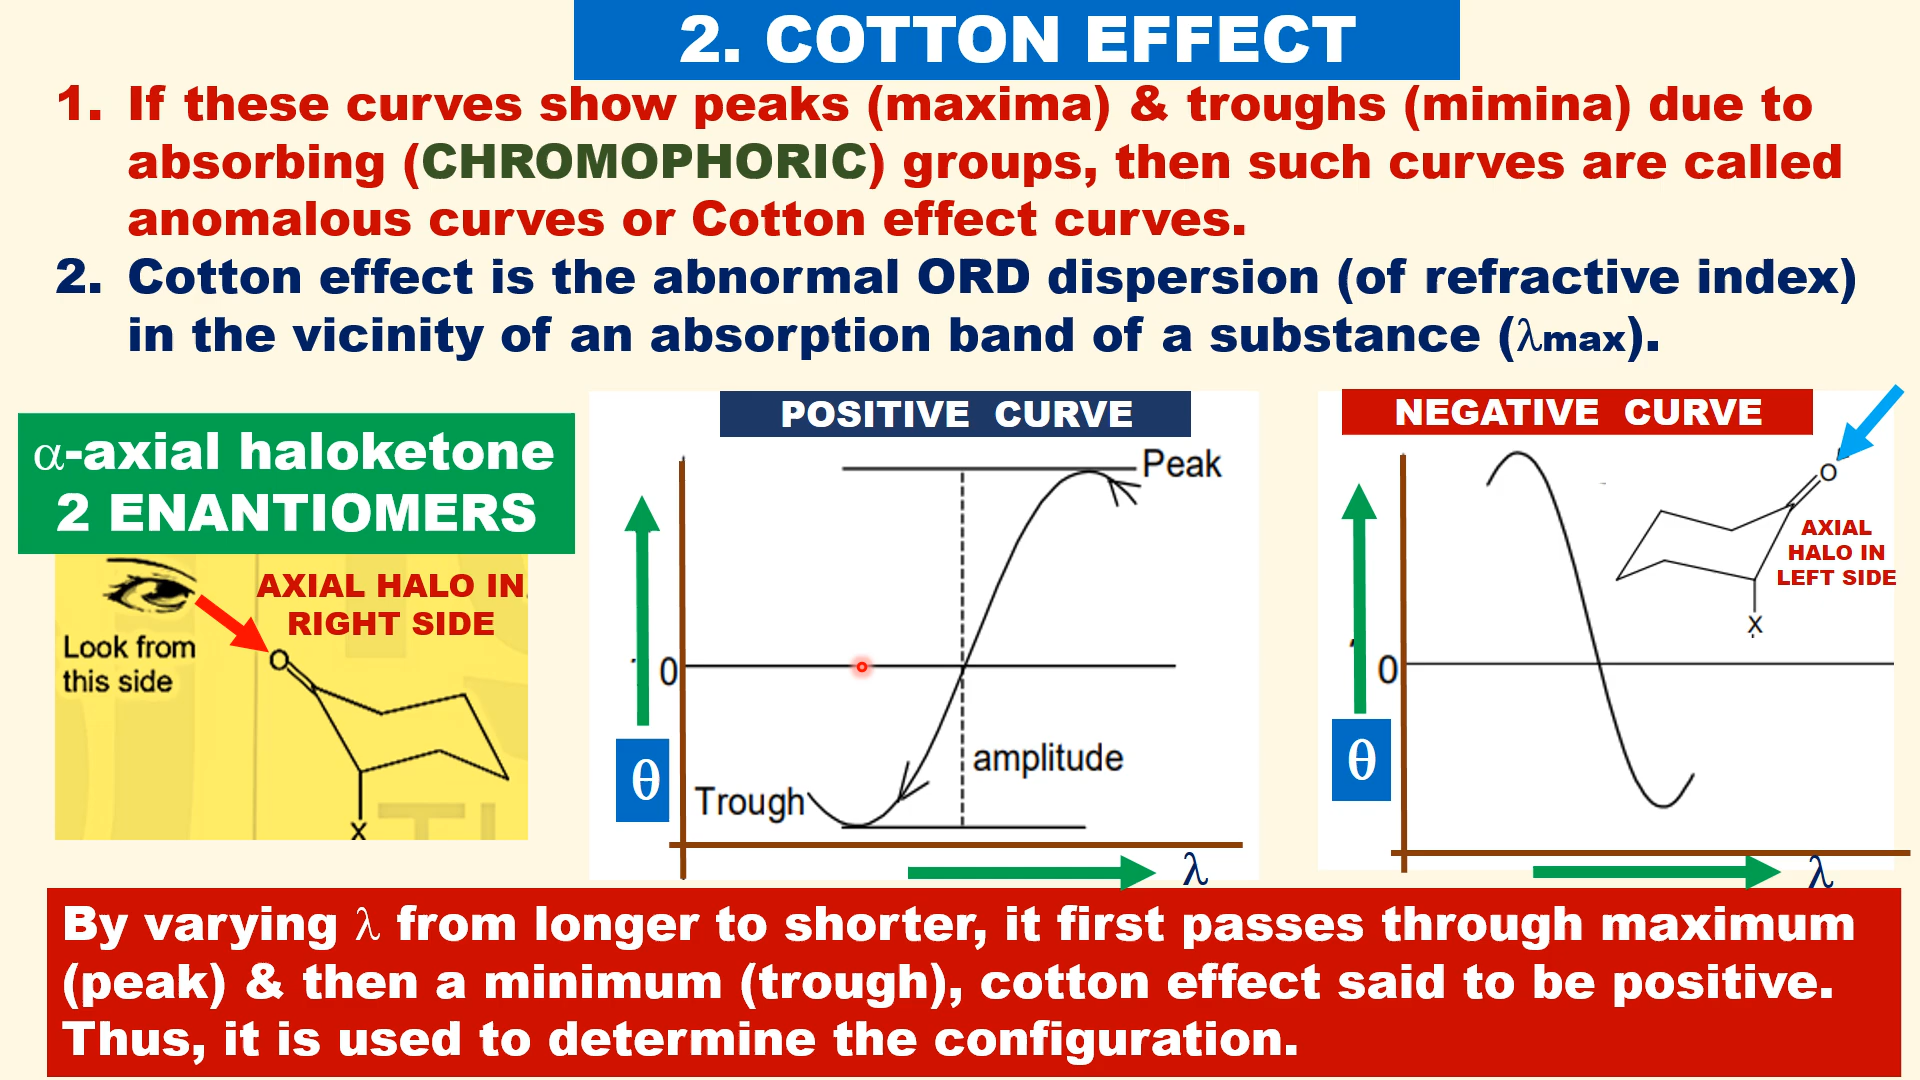 2. COTTON EFFECT
1. If these curves show peaks (maxima) & troughs (mimina) due to
absorbing (CHROMOPHORIC) groups, then such curves are called
anomalous curves or Cotton effect curves.
2. Cotton effect is the abnormal ORD dispersion (of refractive index)
in the vicinity of an absorption band of a substance (λmax).
α-axial haloketone
2 ENANTIOMERS
AXIAL HALO IN
RIGHT SIDE
Look from
this side
O
X
POSITIVE CURVE
Peak
0
amplitude
Trough
θ
λ
NEGATIVE CURVE
O
AXIAL
HALO IN
LEFT SIDE
X
0
θ
λ
By varying λ from longer to shorter, it first passes through maximum
(peak) & then a minimum (trough), cotton effect said to be positive.
Thus, it is used to determine the configuration.